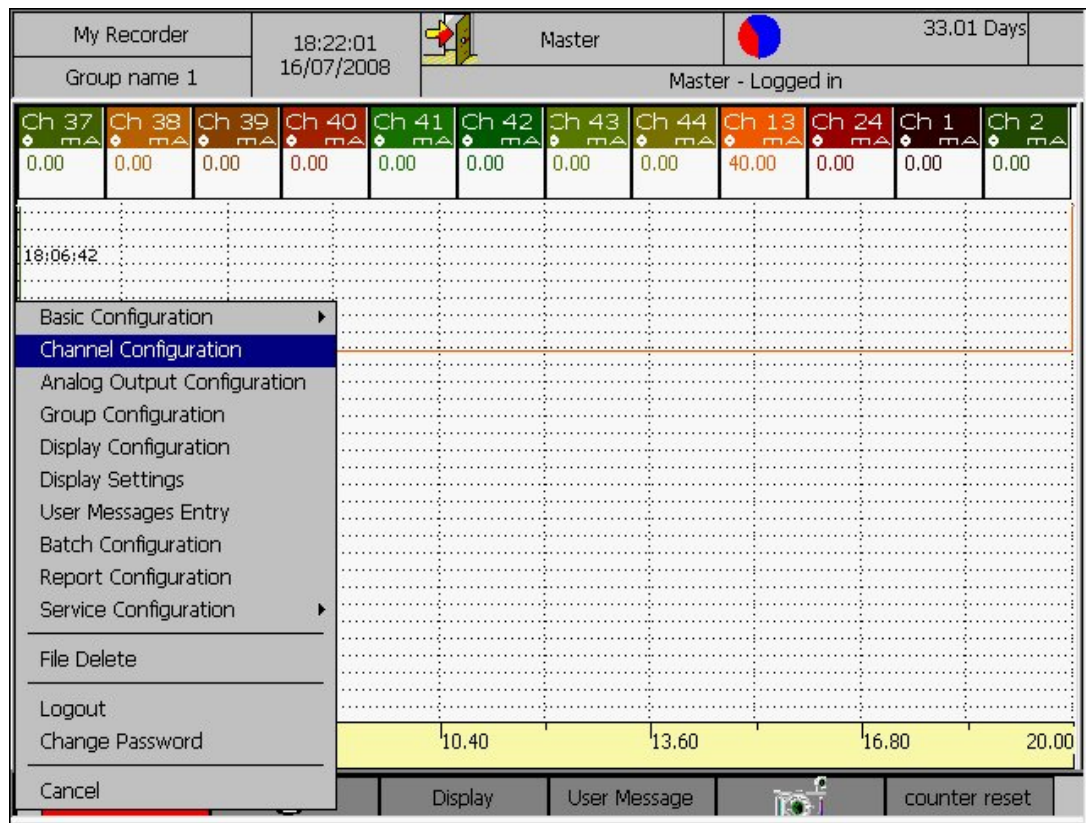 My Recorder
Group name 1
18:22:01
16/07/2008
Master
33.01 Days
Master - Logged in
Ch 37 Ch 38 Ch 39 Ch 40 Ch 41 Ch 42 Ch 43 Ch 44 Ch 13 Ch 24 Ch 1 Ch 2
mA mA mA mA mA mA mA mA mA mA mA mA
0.00 0.00 0.00 0.00 0.00 0.00 0.00 0.00 40.00 0.00 0.00 0.00
18:06:42
Basic Configuration
Channel Configuration
Analog Output Configuration
Group Configuration
Display Configuration
Display Settings
User Messages Entry
Batch Configuration
Report Configuration
Service Configuration
File Delete
Logout
Change Password
Cancel
10.40 13.60 16.80 20.00
Display User Message counter reset